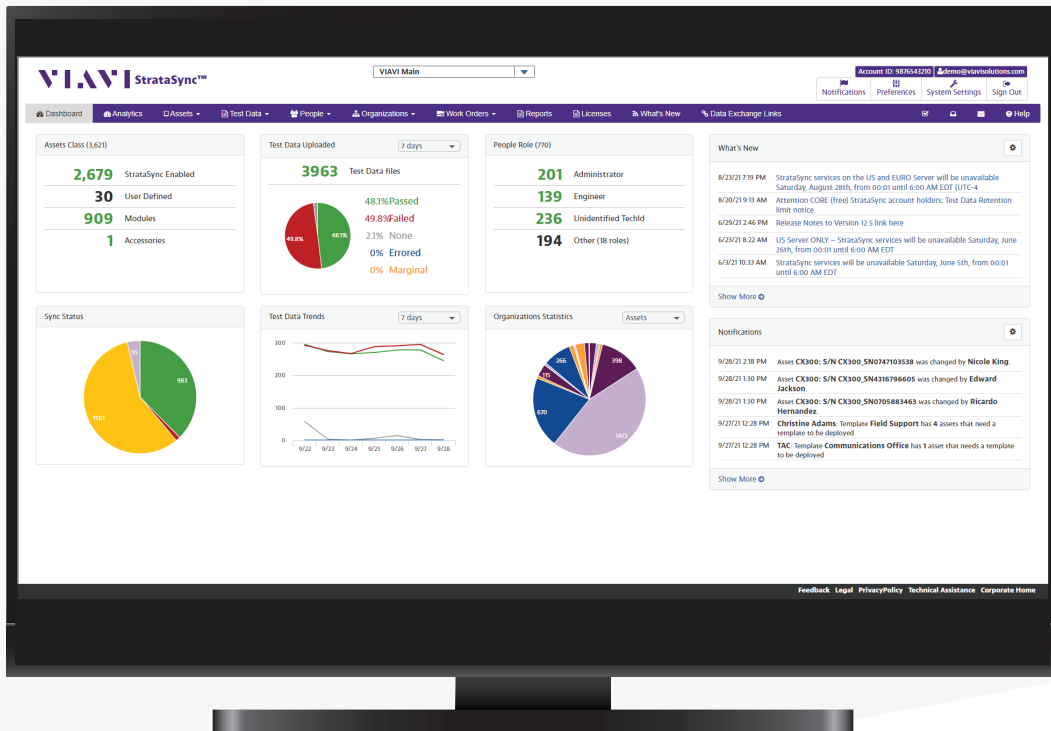 VIAVI StrataSync™
VIAVI Main
Account ID: 9876543210 demo@viavisolutions.com
Notifications Preferences System Settings Sign Out
Dashboard Analytics Assets Test Data People Organizations Work Orders Reports Licenses What's New Data Exchange Links Help
Assets Class (3,621)
2,679 StrataSync Enabled
30 User Defined
909 Modules
1 Accessories
Test Data Uploaded 7 days
3963 Test Data files
48.1% Passed
49.8% Failed
2.1% None
0% Errored
0% Marginal
49.8% 48.1%
People Role (770)
201 Administrator
139 Engineer
236 Unidentified TechId
194 Other (18 roles)
What's New
8/23/21 7:19 PM StrataSync services on the US and EURO Server will be unavailable
Saturday, August 28th, from 00:01 until 6:00 AM EDT (UTC-4
8/20/21 9:13 AM Attention CORE (free) StrataSync account holders: Test Data Retention
limit notice
6/29/21 2:46 PM Release Notes to Version 12.5 link here
6/23/21 8:22 AM US Server ONLY – StrataSync services will be unavailable Saturday, June
26th, from 00:01 until 6:00 AM EDT
6/3/21 10:33 AM StrataSync services will be unavailable Saturday, June 5th, from 00:01
until 6:00 AM EDT
Show More
Sync Status
95
983
1501
Test Data Trends 7 days
300
200
100
0
9/22 9/23 9/24 9/25 9/26 9/27 9/28
Organizations Statistics Assets
266
398
115
670
1472
Notifications
9/28/21 2:18 PM Asset CX300: S/N CX300_SN0747103538 was changed by Nicole King.
9/28/21 1:30 PM Asset CX300: S/N CX300_SN4316796605 was changed by Edward
Jackson.
9/28/21 1:30 PM Asset CX300: S/N CX300_SN0705883463 was changed by Ricardo
Hernandez.
9/27/21 12:28 PM Christine Adams: Template Field Support has 4 assets that need a
template to be deployed
9/27/21 12:28 PM TAC: Template Communications Office has 1 asset that needs a template
to be deployed
Show More
Feedback Legal PrivacyPolicy Technical Assistance Corporate Home